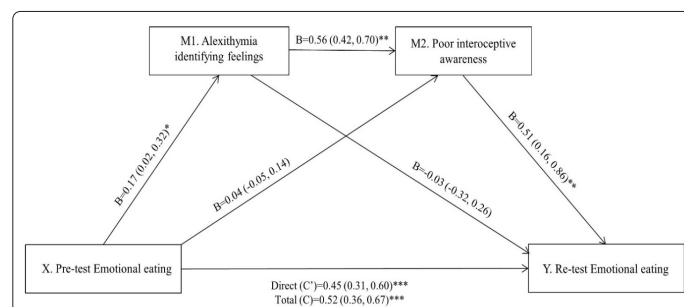 M1. Alexithymia
identifying feelings
B=0.56 (0.42, 0.70)**
M2. Poor interoceptive
awareness
B=0.17 (0.02, 0.32)*
B=0.04 (-0.05, 0.14)
B=-0.03 (-0.32, 0.26)
B=0.51 (0.16, 0.86)**
X. Pre-test Emotional eating
Y. Re-test Emotional eating
Direct (C’)=0.45 (0.31, 0.60)***
Total (C)=0.52 (0.36, 0.67)***